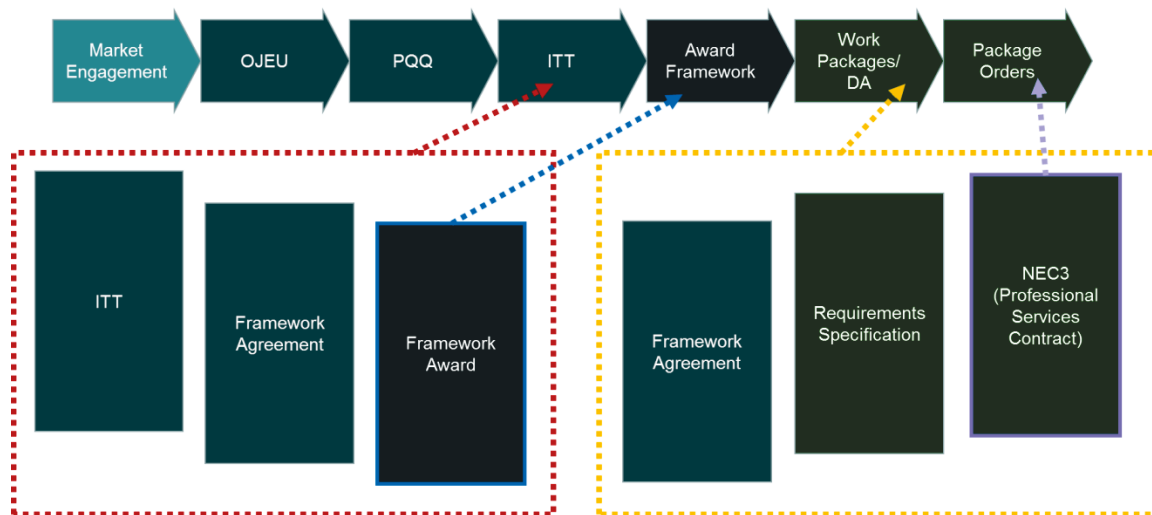 Market
Engagement
OJEU
PQQ
ITT
Award
Framework
Work
Packages/
DA
Package
Orders
ITT
Framework
Agreement
Framework
Award
Framework
Agreement
Requirements
Specification
NEC3
(Professional
Services
Contract)